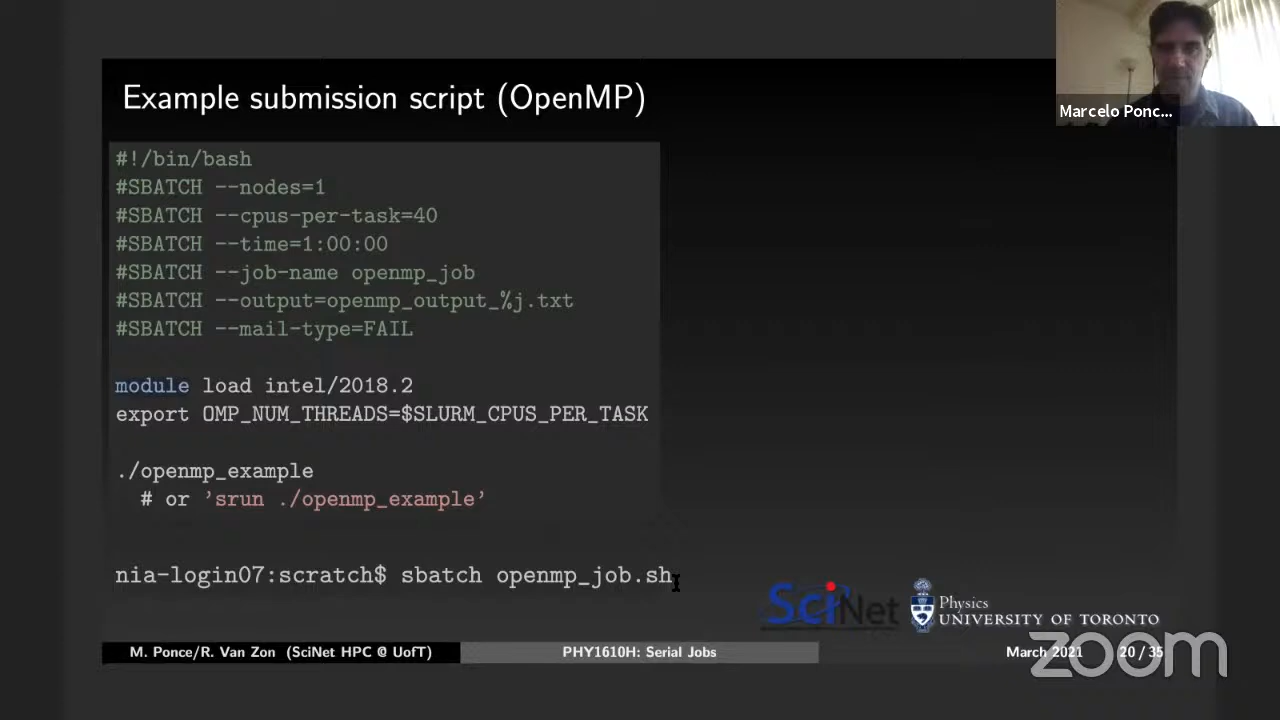 Example submission script (OpenMP)
Marcelo Ponc...
#!/bin/bash
#SBATCH --nodes=1
#SBATCH --cpus-per-task=40
#SBATCH --time=1:00:00
#SBATCH --job-name openmp_job
#SBATCH --output=openmp_output_%j.txt
#SBATCH --mail-type=FAIL
module load intel/2018.2
export OMP_NUM_THREADS=$SLURM_CPUS_PER_TASK
./openmp_example
# or ’srun ./openmp_example’
nia-login07:scratch$ sbatch openmp_job.sh
SciNet
Physics
UNIVERSITY OF TORONTO
M. Ponce/R. Van Zon (SciNet HPC @ UofT)
PHY1610H: Serial Jobs
March 2021
20 / 35
zoom